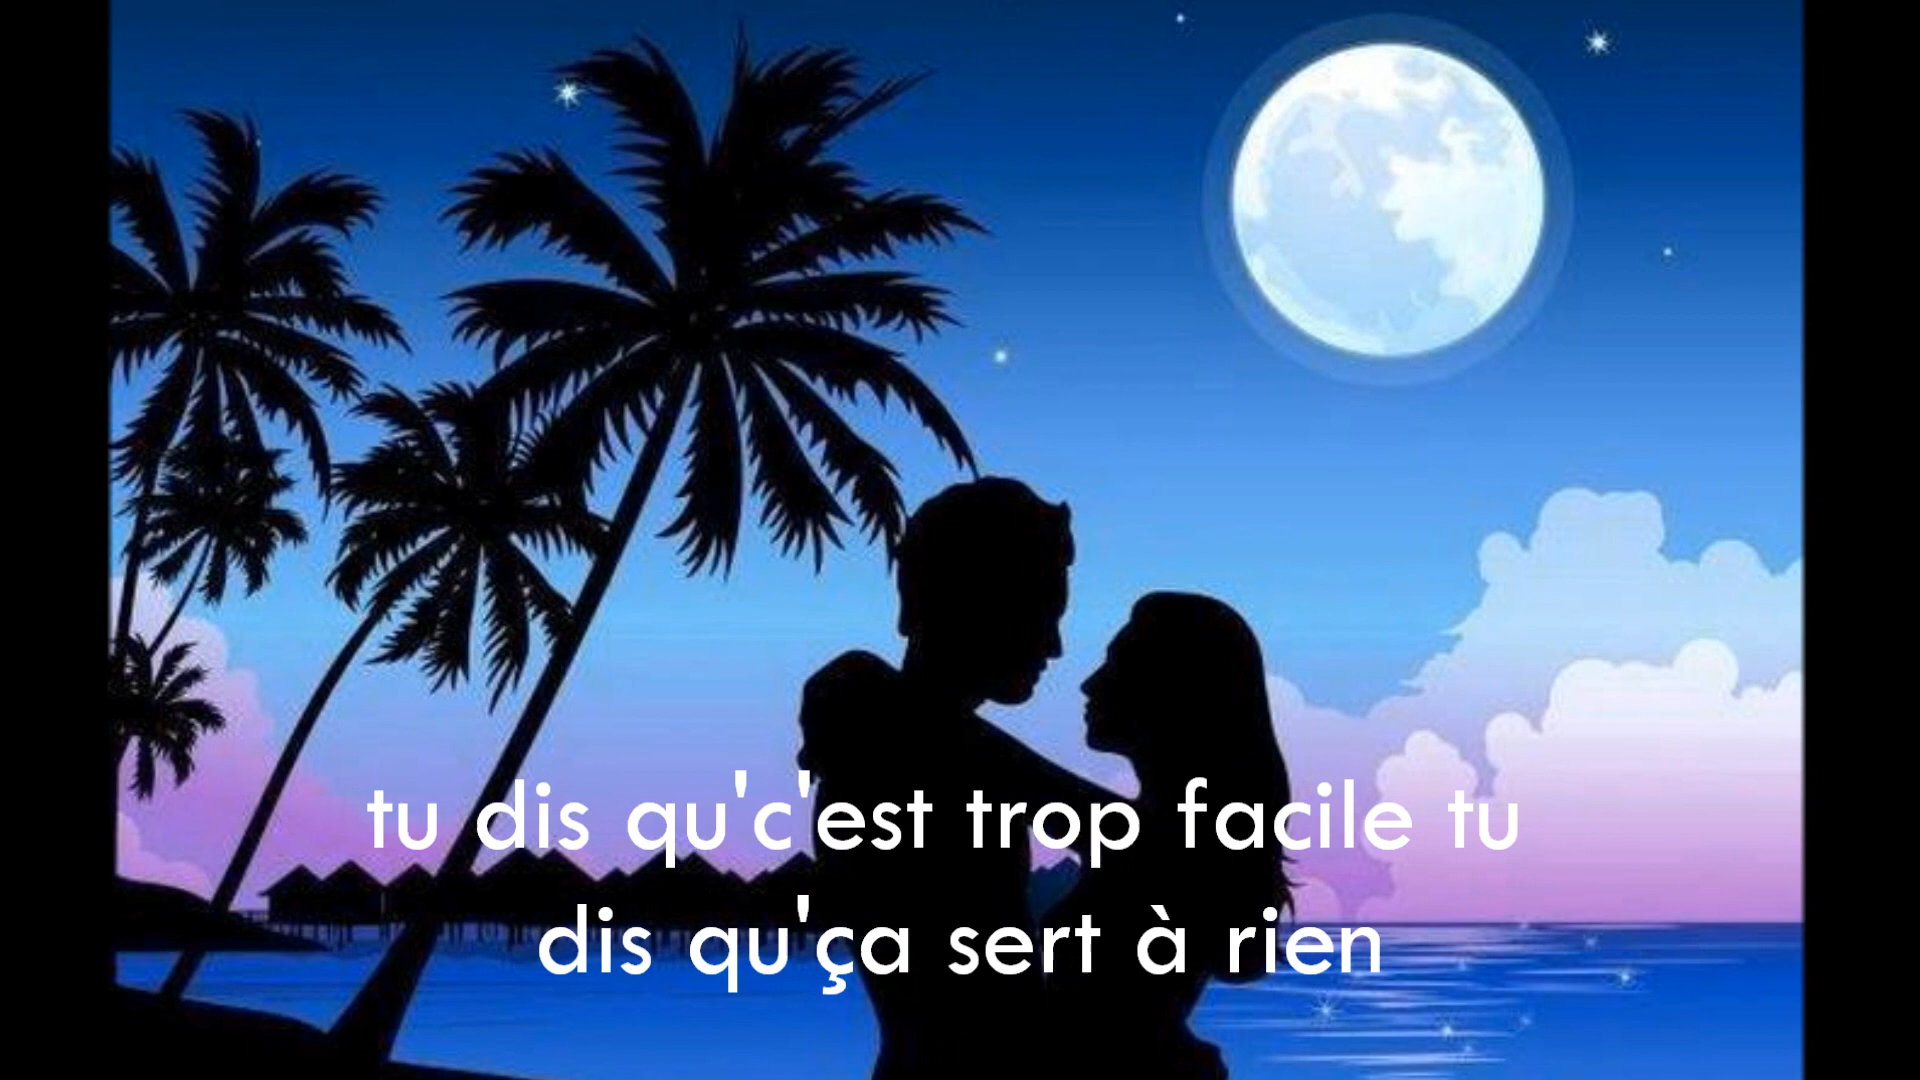 tu dis qu'c'est trop facile tu
dis qu'ça sert à rien